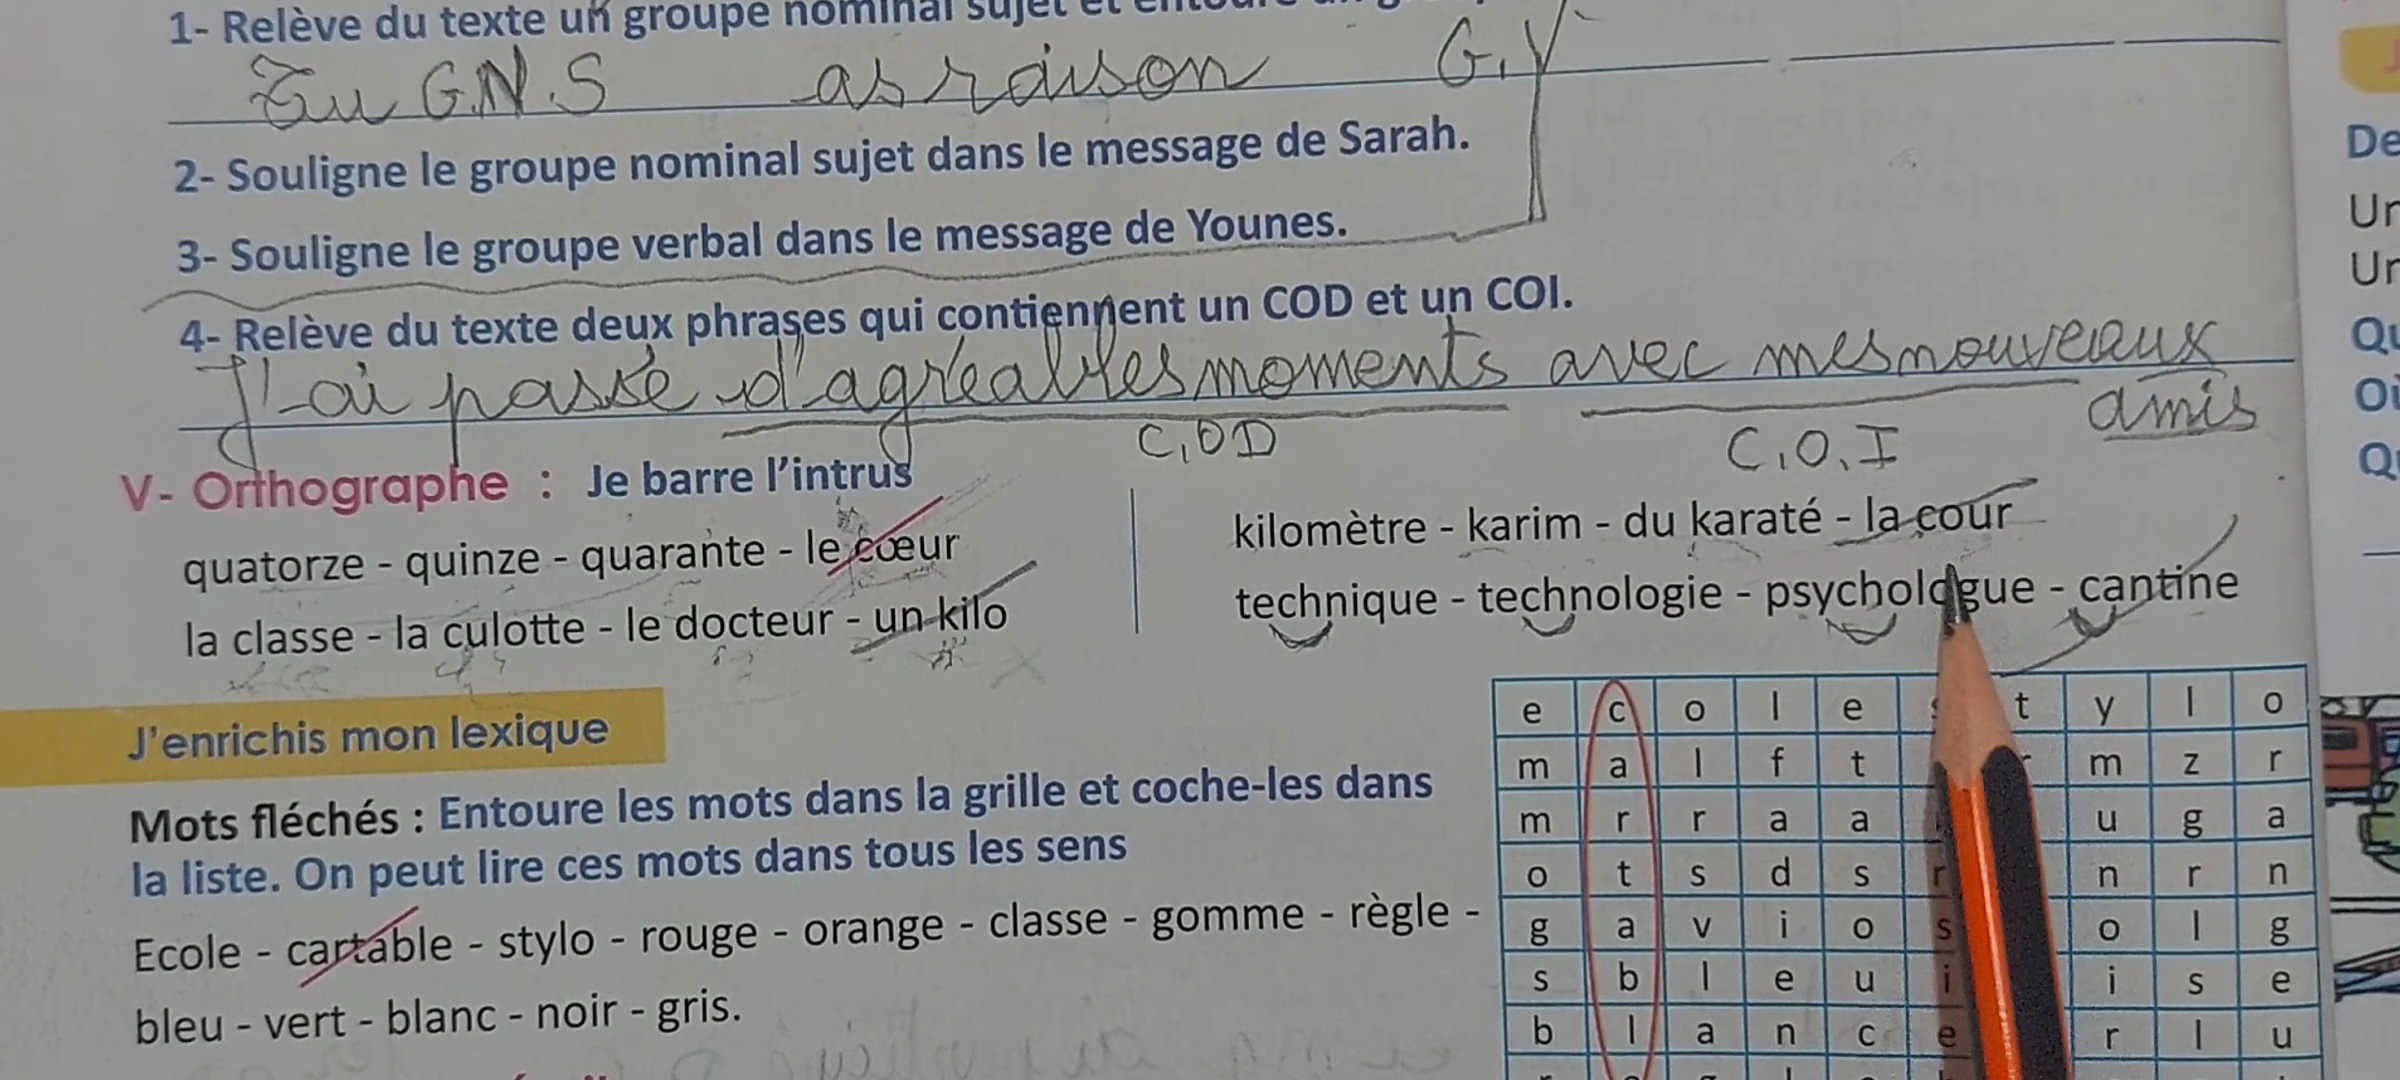 1- Relève du texte un groupe nominal sujet et
Tu G.N.S as raison G.V
2- Souligne le groupe nominal sujet dans le message de Sarah.
3- Souligne le groupe verbal dans le message de Younes.
4- Relève du texte deux phrases qui contiennent un COD et un COI.
J'ai passé d'agréables moments avec mes nouveaux
amis
C.OD C.O.I
V- Orthographe : Je barre l'intrus
quatorze - quinze - quarante - le cœur
la classe - la culotte - le docteur - un kilo
kilomètre - karim - du karaté - la cour
technique - technologie - psychologue - cantine
J'enrichis mon lexique
Mots fléchés : Entoure les mots dans la grille et coche-les dans
la liste. On peut lire ces mots dans tous les sens
Ecole - cartable - stylo - rouge - orange - classe - gomme - règle -
bleu - vert - blanc - noir - gris.
e c o l e t y l o
m a l f t m z r
m r r a a u g a
o t s d s r n r n
g a v i o s o l g
s b l e u i i s e
b l a n c e r l u
De
Où